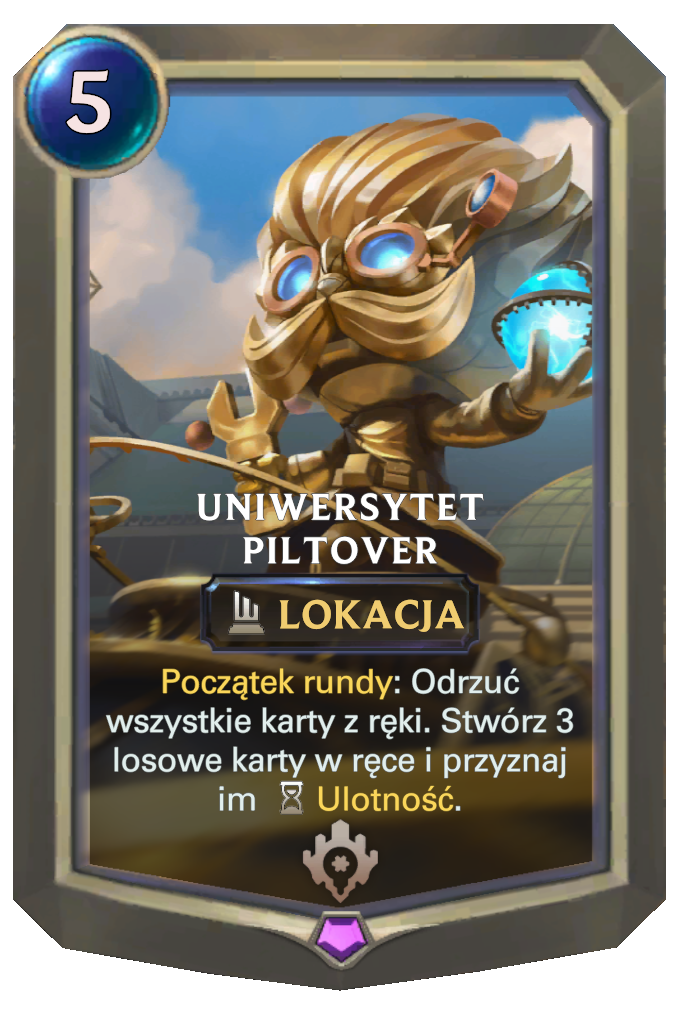 5
UNIWERSYTET
PILTOVER
LOKACJA
Początek rundy: Odrzuć
wszystkie karty z ręki. Stwórz 3
losowe karty w ręce i przyznaj
im Ulotność.